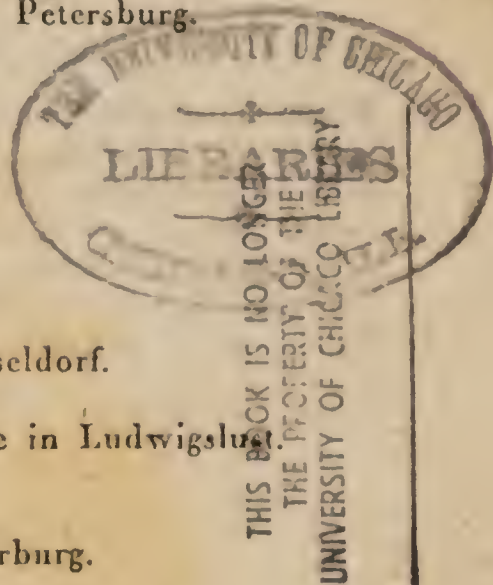 Petersburg.
THE UNIVERSITY OF CHICAGO
LIBRARIES
THIS BOOK IS NO LONGER
THE PROPERTY OF THE
UNIVERSITY OF CHICAGO LIBRARY
seldorf.
e in Ludwigslust.
rburg.